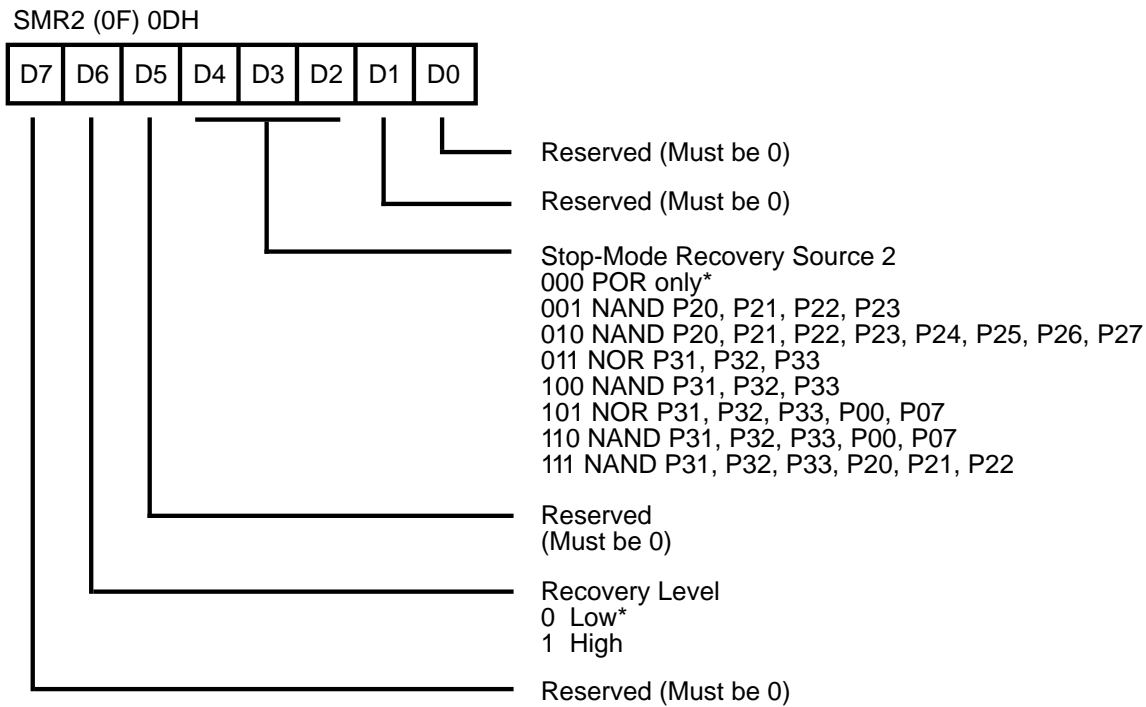 SMR2 (0F) 0DH
D7 D6 D5 D4 D3 D2 D1 D0
Reserved (Must be 0)
Reserved (Must be 0)
Stop-Mode Recovery Source 2
000 POR only*
001 NAND P20, P21, P22, P23
010 NAND P20, P21, P22, P23, P24, P25, P26, P27
011 NOR P31, P32, P33
100 NAND P31, P32, P33
101 NOR P31, P32, P33, P00, P07
110 NAND P31, P32, P33, P00, P07
111 NAND P31, P32, P33, P20, P21, P22
Reserved
(Must be 0)
Recovery Level
0 Low*
1 High
Reserved (Must be 0)